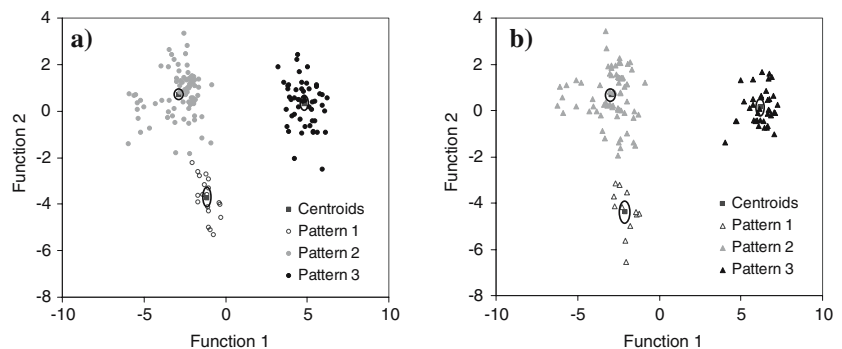 a)
4
2
0
-2
-4
-6
-8
Function 2
-10
-5
0
5
10
Function 1
Centroids
Pattern 1
Pattern 2
Pattern 3
b)
4
2
0
-2
-4
-6
-8
Function 2
-10
-5
0
5
10
Function 1
Centroids
Pattern 1
Pattern 2
Pattern 3